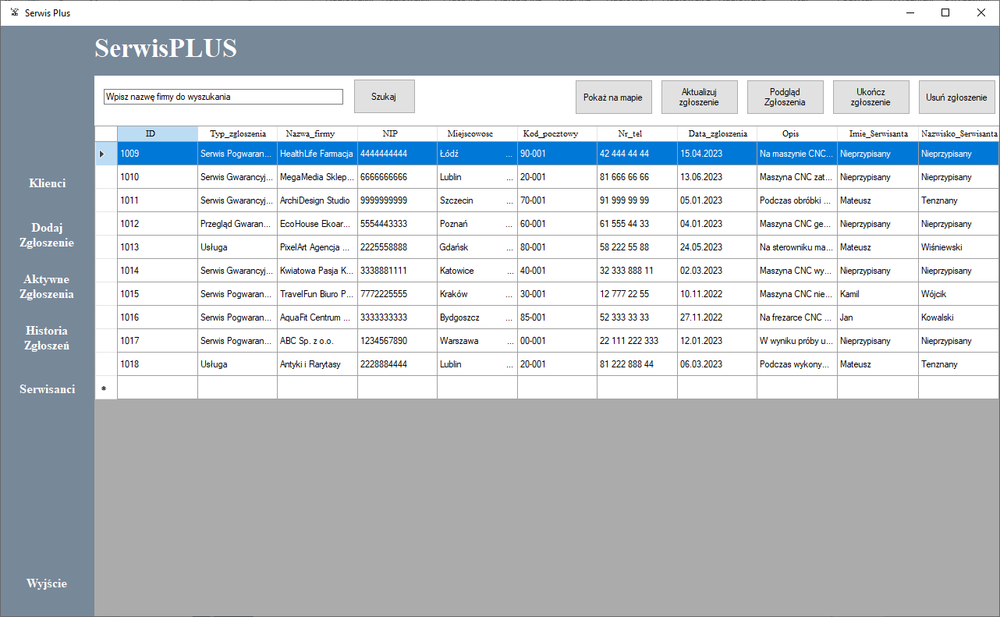 Serwis Plus
SerwisPLUS
Wpisz nazwę firmy do wyszukania
Szukaj
Pokaż na mapie
Aktualizuj
zgłoszenie
Podgląd
Zgłoszenia
Ukończ
zgłoszenie
Usuń zgłoszenie
Klienci
Dodaj
Zgłoszenie
Aktywne
Zgłoszenia
Historia
Zgłoszeń
Serwisanci
Wyjście
ID Typ_zgloszenia Nazwa_firmy NIP Miejscowosc Kod_pocztowy Nr_tel Data_zgloszenia Opis Imie_Serwisanta Nazwisko_Serwisanta
1009 Serwis Pogwaran... HealthLife Farmacja 4444444444 Łódź ... 90-001 42 444 44 44 15.04.2023 Na maszynie CNC... Nieprzypisany Nieprzypisany
1010 Serwis Gwarancyj... MegaMedia Sklep... 6666666666 Lublin ... 20-001 81 666 66 66 13.06.2023 Maszyna CNC zat... Nieprzypisany Nieprzypisany
1011 Serwis Gwarancyj... ArchiDesign Studio 9999999999 Szczecin ... 70-001 91 999 99 99 05.01.2023 Podczas obróbki ... Mateusz Tenznany
1012 Przegląd Gwaran... EcoHouse Ekoar... 5554443333 Poznań ... 60-001 61 555 44 33 04.01.2023 Maszyna CNC ge... Nieprzypisany Nieprzypisany
1013 Usługa PixelArt Agencja ... 2225558888 Gdańsk ... 80-001 58 222 55 88 24.05.2023 Na sterowniku ma... Mateusz Wiśniewski
1014 Serwis Gwarancyj... Kwiatowa Pasja K... 3338881111 Katowice ... 40-001 32 333 888 11 02.03.2023 Maszyna CNC wy... Nieprzypisany Nieprzypisany
1015 Serwis Pogwaran... TravelFun Biuro P... 7772225555 Kraków ... 30-001 12 777 22 55 10.11.2022 Maszyna CNC nie... Kamil Wójcik
1016 Serwis Pogwaran... AquaFit Centrum ... 3333333333 Bydgoszcz ... 85-001 52 333 33 33 27.11.2022 Na frezarce CNC ... Jan Kowalski
1017 Serwis Pogwaran... ABC Sp. z o.o. 1234567890 Warszawa ... 00-001 22 111 222 333 12.01.2023 W wyniku próby u... Nieprzypisany Nieprzypisany
1018 Usługa Antyki i Rarytasy 2228884444 Lublin ... 20-001 81 222 888 44 06.03.2023 Podczas wykony... Mateusz Tenznany